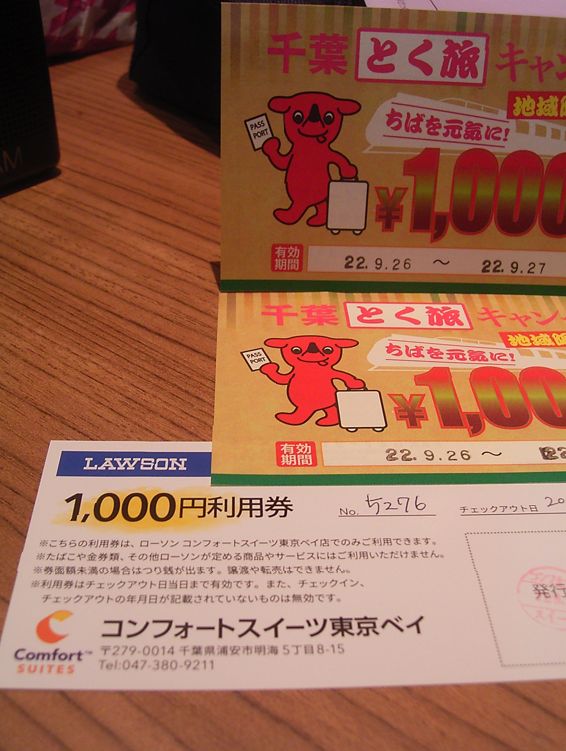 千葉 とく旅 キャン
地域
ちばを元気に!
PASS
PORT
¥1,000
有効
期間
22.9.26 ～ 22.9.27
千葉 とく旅 キャン
地域
ちばを元気に!
PASS
PORT
¥1,00
有効
期間
22.9.26 ～
LAWSON
1,000円利用券
No. 5276
チェックアウト日 20
※こちらの利用券は、ローソン コンフォートスイーツ東京ベイ店でのみご利用できます。
※たばこや金券類、その他ローソンが定める商品やサービスにはご利用いただけません。
※券面額未満の場合はつり銭が出ます。譲渡や転売はできません。
※利用券はチェックアウト日当日まで有効です。また、チェックイン、
チェックアウトの年月日が記載されていないものは無効です。
発行
Comfort™
SUITES
コンフォートスイーツ東京ベイ
〒279-0014 千葉県浦安市明海 5丁目8-15
Tel:047-380-9211